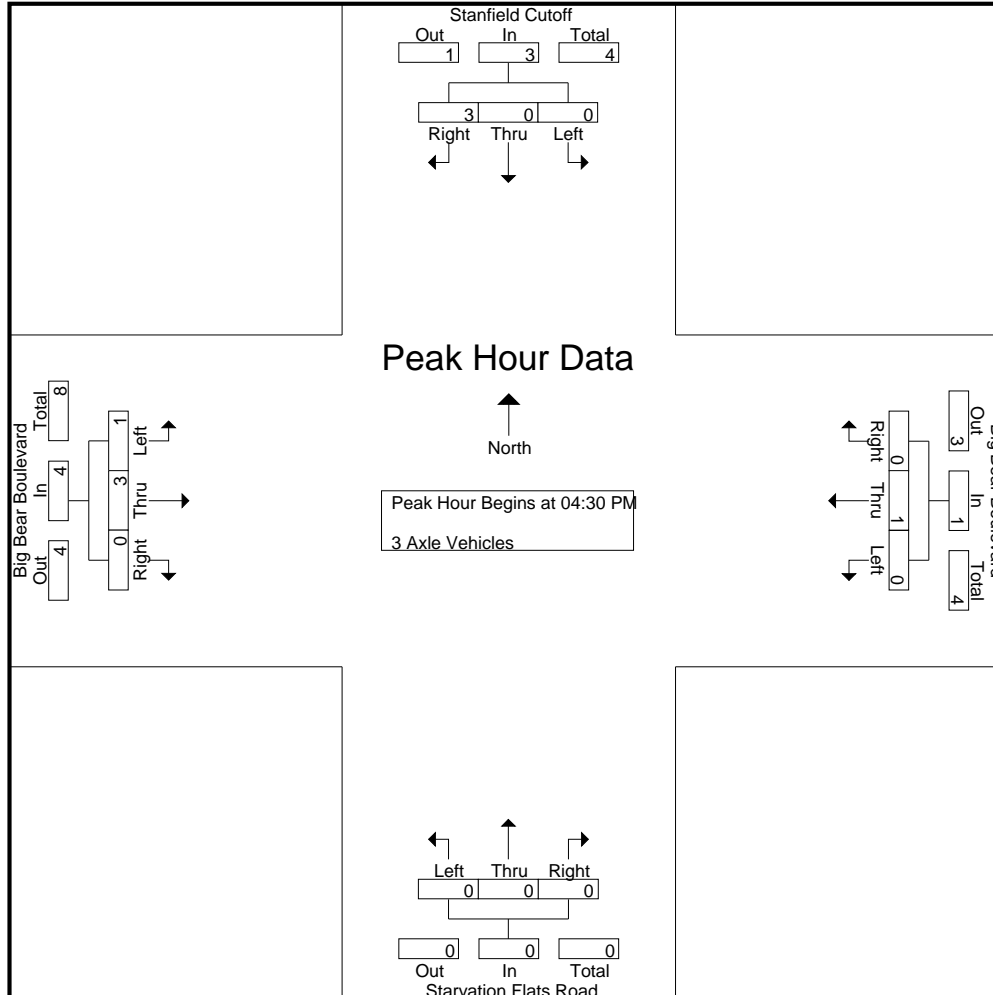 Stanfield Cutoff
Out In Total
1 3 4
3 0 0
Right Thru Left
Peak Hour Data
North
Peak Hour Begins at 04:30 PM
3 Axle Vehicles
Big Bear Boulevard
Total In Out
8 4 4
1 3 0
Left Thru Right
Right Thru Left
0 1 0
3 1 4
Out In Total
Big Bear Boulevard
Left Thru Right
0 0 0
0 0 0
Out In Total
Starvation Flats Road